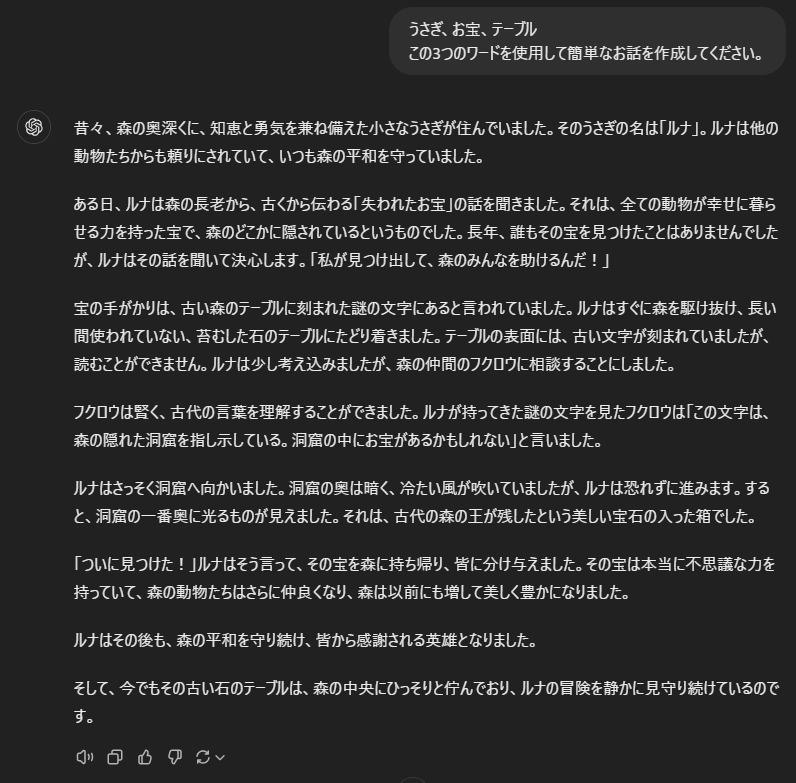 うさぎ、お宝、テーブル
この3つのワードを使用して簡単なお話を作成してください。
昔々、森の奥深くに、知恵と勇気を兼ね備えた小さなうさぎが住んでいました。そのうさぎの名は「ルナ」。ルナは他の
動物たちからも頼りにされていて、いつも森の平和を守っていました。
ある日、ルナは森の長老から、古くから伝わる「失われたお宝」の話を聞きました。それは、全ての動物が幸せに暮ら
せる力を持った宝で、森のどこかに隠されているというものでした。長年、誰もその宝を見つけたことはありませんでした
が、ルナはその話を聞いて決心します。「私が見つけ出して、森のみんなを助けるんだ！」
宝の手がかりは、古い森のテーブルに刻まれた謎の文字にあると言われていました。ルナはすぐに森を駆け抜け、長い
間使われていない、苔むした石のテーブルにたどり着きました。テーブルの表面には、古い文字が刻まれていましたが、
読むことができません。ルナは少し考え込みましたが、森の仲間のフクロウに相談することにしました。
フクロウは賢く、古代の言葉を理解することができました。ルナが持ってきた謎の文字を見たフクロウは「この文字は、
森の隠れた洞窟を指し示している。洞窟の中にお宝があるかもしれない」と言いました。
ルナはさっそく洞窟へ向かいました。洞窟の奥は暗く、冷たい風が吹いていましたが、ルナは恐れずに進みます。する
と、洞窟の一番奥に光るものが見えました。それは、古代の森の王が残したという美しい宝石の入った箱でした。
「ついに見つけた！」ルナはそう言って、その宝を森に持ち帰り、皆に分け与えました。その宝は本当に不思議な力を
持っていて、森の動物たちはさらに仲良くなり、森は以前にも増して美しく豊かになりました。
ルナはその後も、森の平和を守り続け、皆から感謝される英雄となりました。
そして、今でもその古い石のテーブルは、森の中央にひっそりと佇んでおり、ルナの冒険を静かに見守り続けているので
す。